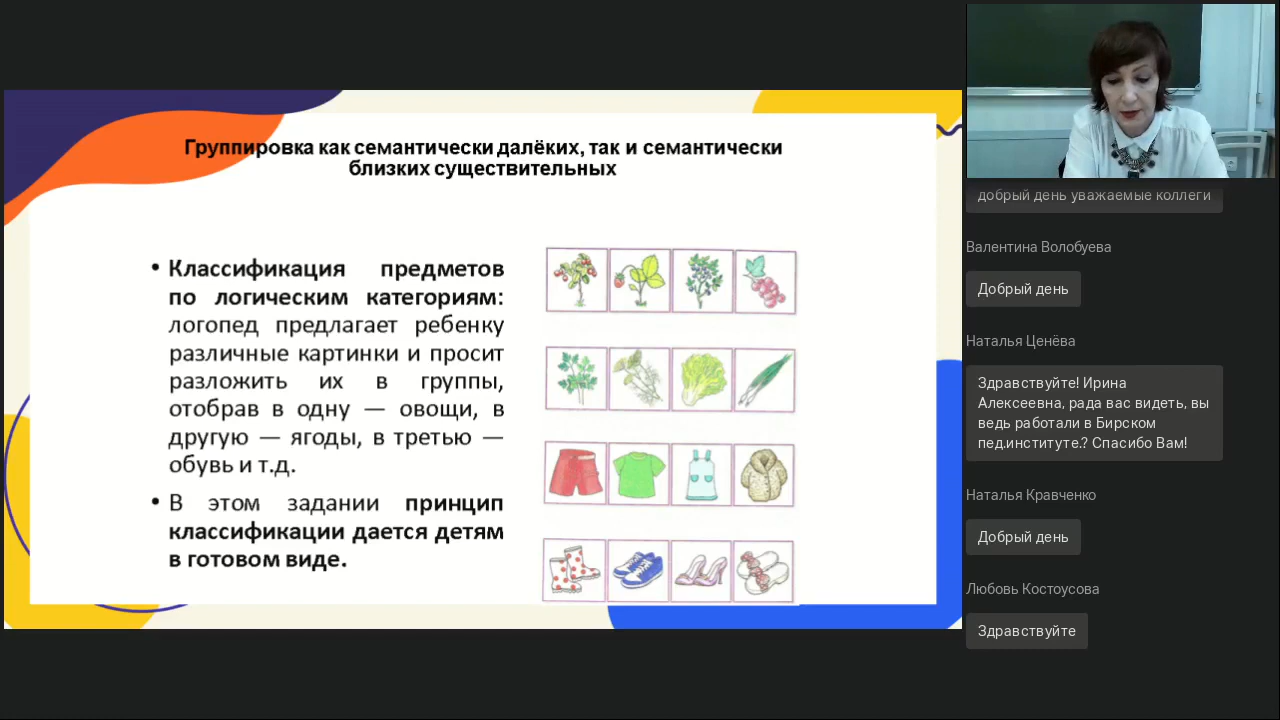 Группировка как семантически далёких, так и семантически
близких существительных
• Классификация предметов
по логическим категориям:
логопед предлагает ребенку
различные картинки и просит
разложить их в группы,
отобрав в одну — овощи, в
другую — ягоды, в третью —
обувь и т.д.
• В этом задании принцип
классификации дается детям
в готовом виде.
добрый день уважаемые коллеги
Валентина Волобуева
Добрый день
Наталья Ценёва
Здравствуйте! Ирина
Алексеевна, рада вас видеть, вы
ведь работали в Бирском
пед.институте.? Спасибо Вам!
Наталья Кравченко
Добрый день
Любовь Костоусова
Здравствуйте